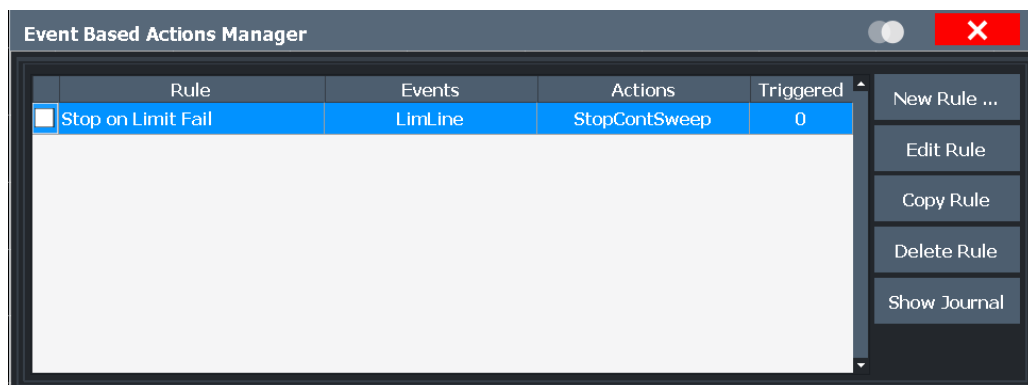 Event Based Actions Manager
Rule Events Actions Triggered
Stop on Limit Fail LimLine StopContSweep 0
New Rule ...
Edit Rule
Copy Rule
Delete Rule
Show Journal